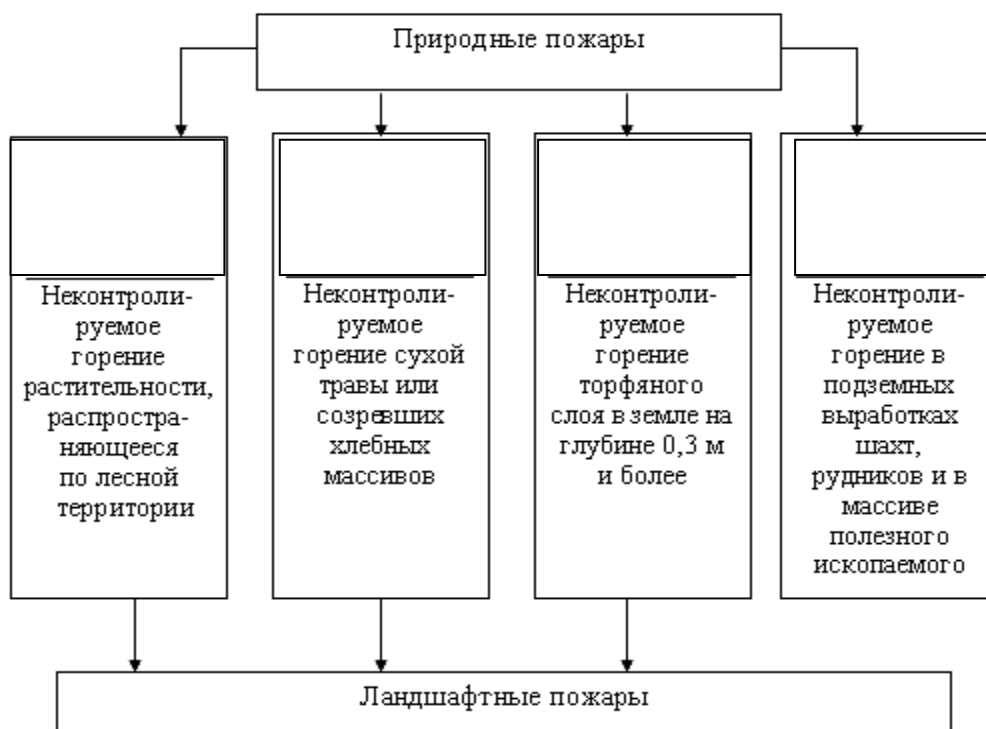 Природные пожары
Неконтроли-
руемое
горение
растительности,
распростра-
няющееся
по лесной
территории
Неконтроли-
руемое
горение сухой
травы или
созревших
хлебных
массивов
Неконтроли-
руемое
горение
торфяного
слоя в земле на
глубине 0,3 м
и более
Неконтроли-
руемое
горение в
подземных
выработках
шахт,
рудников и в
массиве
полезного
ископаемого
Ландшафтные пожары